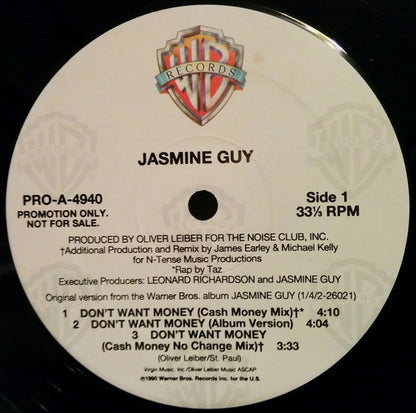 WB
RECORDS
JASMINE GUY
PRO-A-4940
PROMOTION ONLY.
NOT FOR SALE.
Side 1
33⅓ RPM
PRODUCED BY OLIVER LEIBER FOR THE NOISE CLUB, INC.
†Additional Production and Remix by James Earley & Michael Kelly
for N-Tense Music Productions
*Rap by Taz
Executive Producers: LEONARD RICHARDSON and JASMINE GUY
Original version from the Warner Bros. album JASMINE GUY (1/4/2-26021)
1 DON'T WANT MONEY (Cash Money Mix)†* 4:10
2 DON'T WANT MONEY (Album Version) 4:04
3 DON'T WANT MONEY
(Cash Money No Change Mix)† 3:33
(Oliver Leiber/St. Paul)
Virgin Music, Inc./Oliver Leiber Music ASCAP
℗1990 Warner Bros. Records Inc. for the U.S.